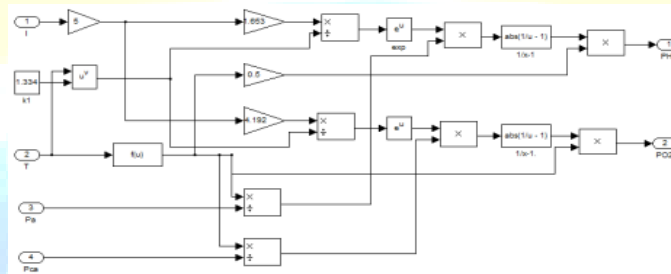 1
I
5
1.653
×
÷
e^u
exp
×
abs(1/u - 1)
1/x-1
×
1
PH
1.334
k1
u^v
0.5
4.192
×
÷
e^u
×
abs(1/u - 1)
1/x-1.
×
2
PO2
2
T
f(u)
3
Pa
×
÷
4
Pca
×
÷